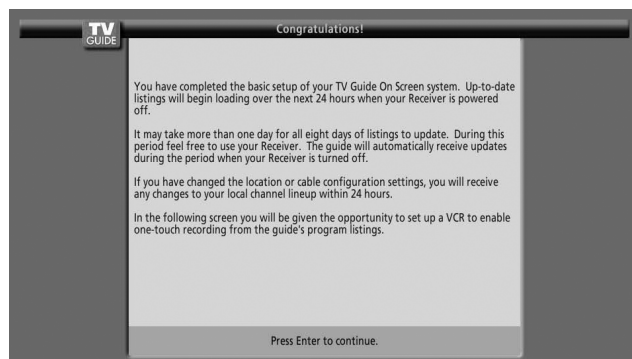 Congratulations!
TV
GUIDE
You have completed the basic setup of your TV Guide On Screen system. Up-to-date
listings will begin loading over the next 24 hours when your Receiver is powered
off.
It may take more than one day for all eight days of listings to update. During this
period feel free to use your Receiver. The guide will automatically receive updates
during the period when your Receiver is turned off.
If you have changed the location or cable configuration settings, you will receive
any changes to your local channel lineup within 24 hours.
In the following screen you will be given the opportunity to set up a VCR to enable
one-touch recording from the guide's program listings.
Press Enter to continue.